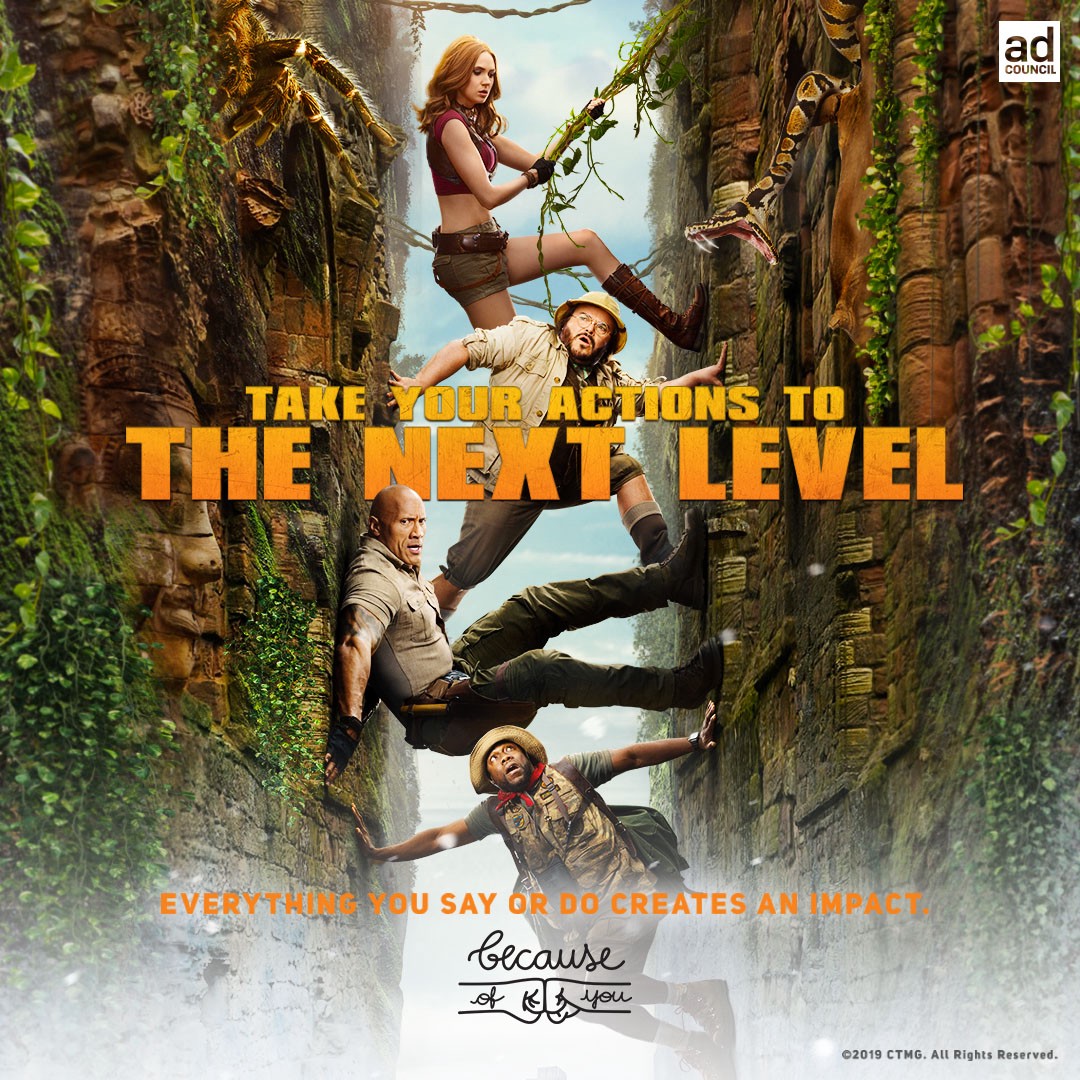 ad
COUNCIL
TAKE YOUR ACTIONS TO
THE NEXT LEVEL
EVERYTHING YOU SAY OR DO CREATES AN IMPACT.
because
of you
©2019 CTMG. All Rights Reserved.